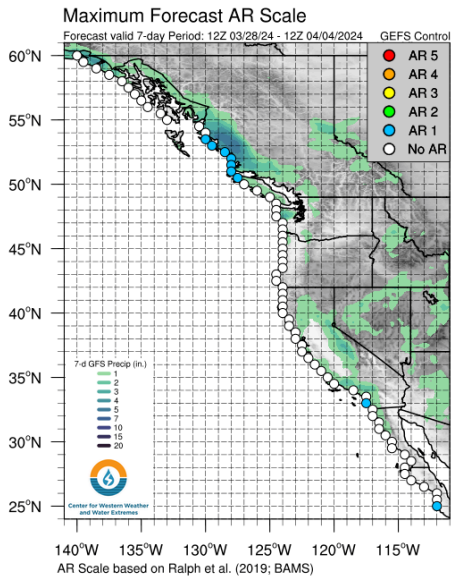 Maximum Forecast AR Scale
Forecast valid 7-day Period: 12Z 03/28/24 - 12Z 04/04/2024 GEFS Control
AR 5
AR 4
AR 3
AR 2
AR 1
No AR
60°N
55°N
50°N
45°N
40°N
35°N
30°N
25°N
7-d GFS Precip (in.)
1
2
3
4
5
7
10
15
20
Center for Western Weather
and Water Extremes
140°W 135°W 130°W 125°W 120°W 115°W
AR Scale based on Ralph et al. (2019; BAMS)